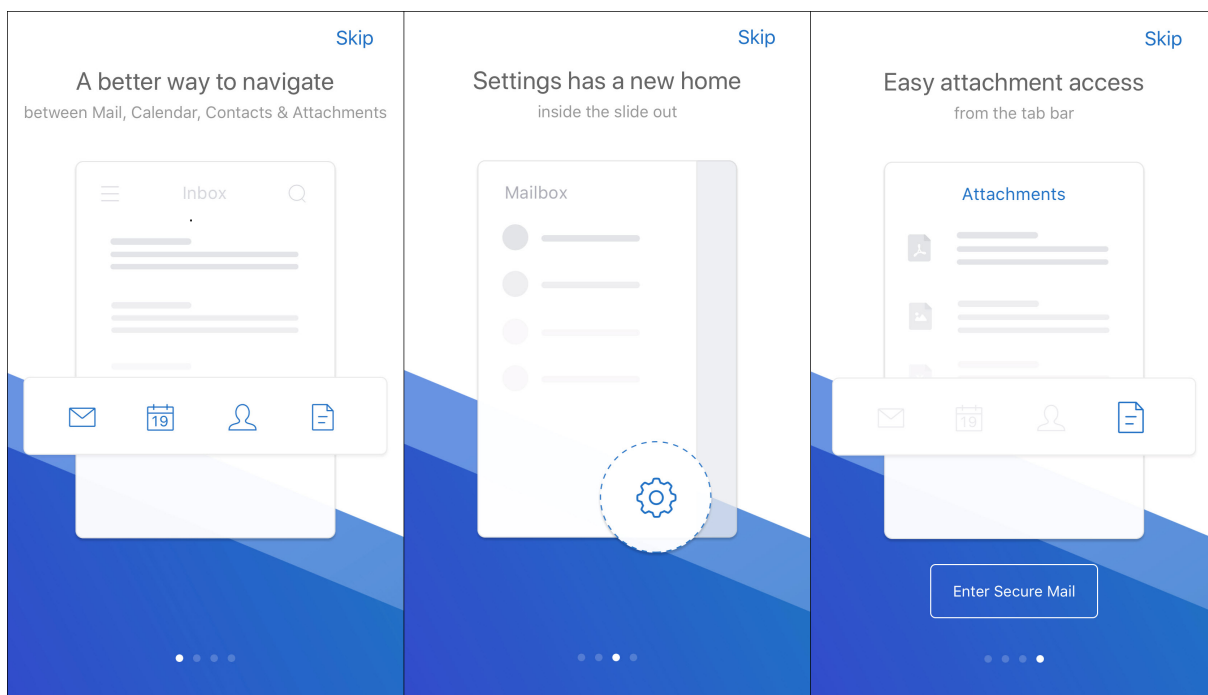 Skip
A better way to navigate
between Mail, Calendar, Contacts & Attachments
Inbox
19
Skip
Settings has a new home
inside the slide out
Mailbox
Skip
Easy attachment access
from the tab bar
Attachments
19
Enter Secure Mail